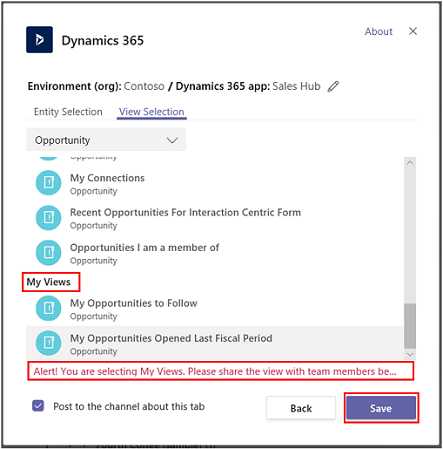 Dynamics 365
About
Environment (org): Contoso / Dynamics 365 app: Sales Hub
Entity Selection View Selection
Opportunity
Opportunity
My Connections
Opportunity
Recent Opportunities For Interaction Centric Form
Opportunity
Opportunities I am a member of
Opportunity
My Views
My Opportunities to Follow
Opportunity
My Opportunities Opened Last Fiscal Period
Opportunity
Alert! You are selecting My Views. Please share the view with team members be...
Post to the channel about this tab
Back
Save